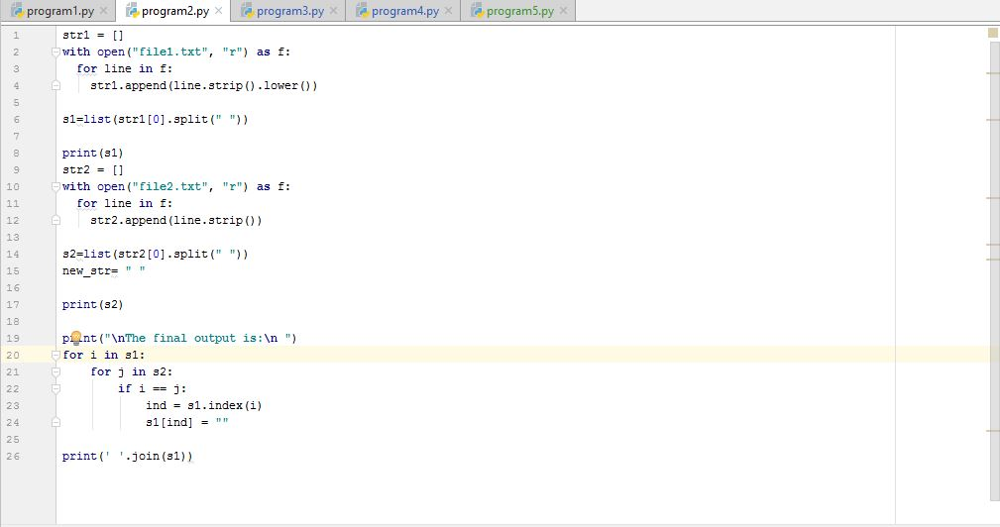 program1.py program2.py program3.py program4.py program5.py
1 str1 = []
2 with open("file1.txt", "r") as f:
3 for line in f:
4 str1.append(line.strip().lower())
5
6 s1=list(str1[0].split(" "))
7
8 print(s1)
9 str2 = []
10 with open("file2.txt", "r") as f:
11 for line in f:
12 str2.append(line.strip())
13
14 s2=list(str2[0].split(" "))
15 new_str= " "
16
17 print(s2)
18
19 print("\nThe final output is:\n ")
20 for i in s1:
21 for j in s2:
22 if i == j:
23 ind = s1.index(i)
24 s1[ind] = ""
25
26 print(' '.join(s1))